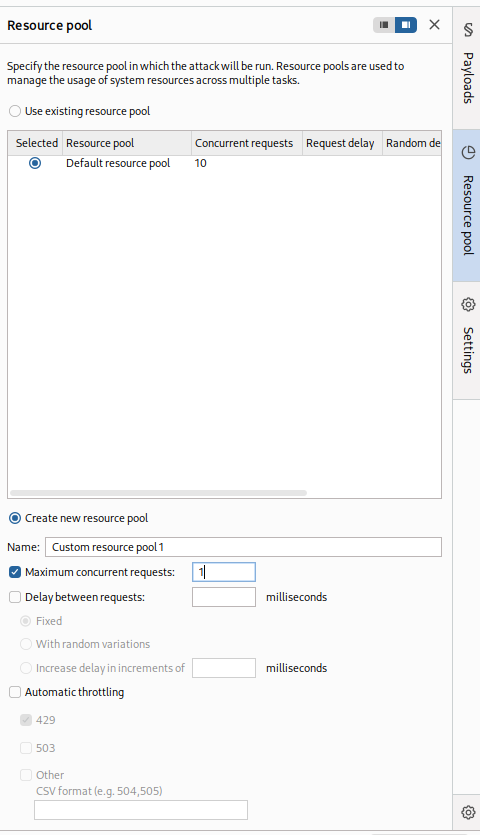 Resource pool
Specify the resource pool in which the attack will be run. Resource pools are used to
manage the usage of system resources across multiple tasks.
Use existing resource pool
Selected Resource pool Concurrent requests Request delay Random de
Default resource pool 10
Create new resource pool
Name: Custom resource pool 1
Maximum concurrent requests: 1
Delay between requests: milliseconds
Fixed
With random variations
Increase delay in increments of milliseconds
Automatic throttling
429
503
Other
CSV format (e.g. 504,505)
§ Payloads
Resource pool
Settings